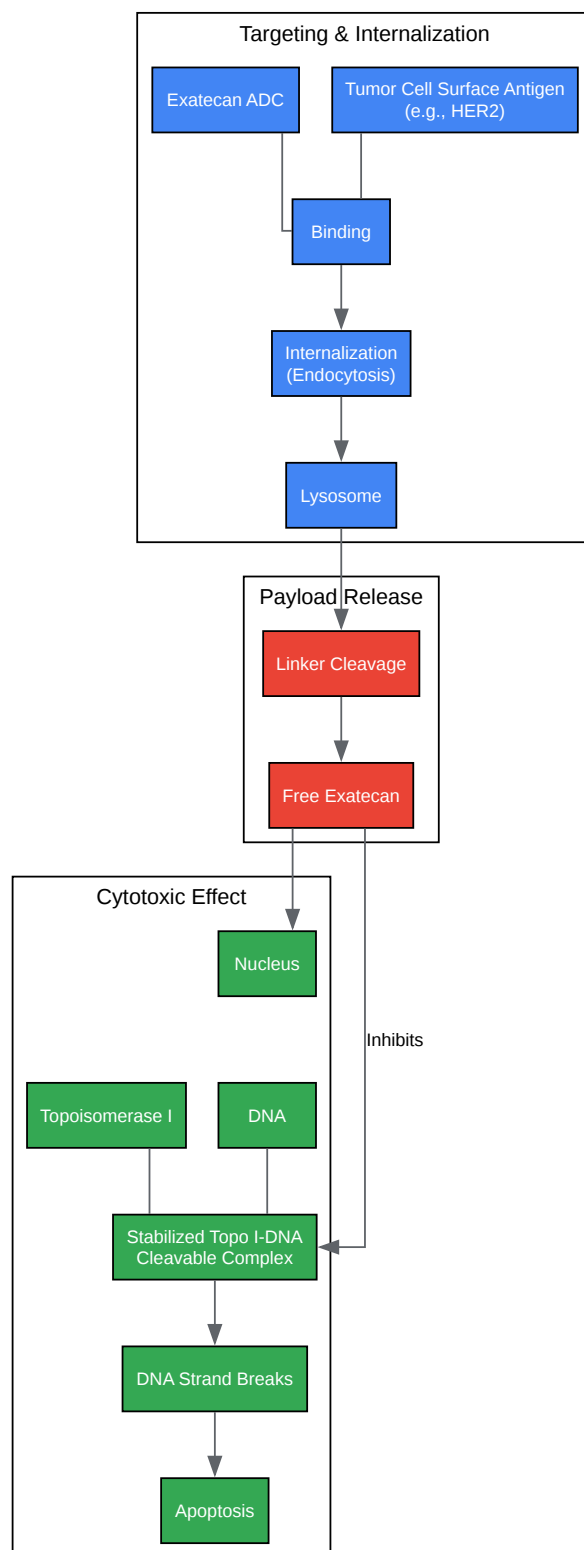 Targeting & Internalization
Exatecan ADC
Tumor Cell Surface Antigen
(e.g., HER2)
Binding
Internalization
(Endocytosis)
Lysosome
Payload Release
Linker Cleavage
Free Exatecan
Cytotoxic Effect
Nucleus
Inhibits
Topoisomerase I
DNA
Stabilized Topo I-DNA
Cleavable Complex
DNA Strand Breaks
Apoptosis